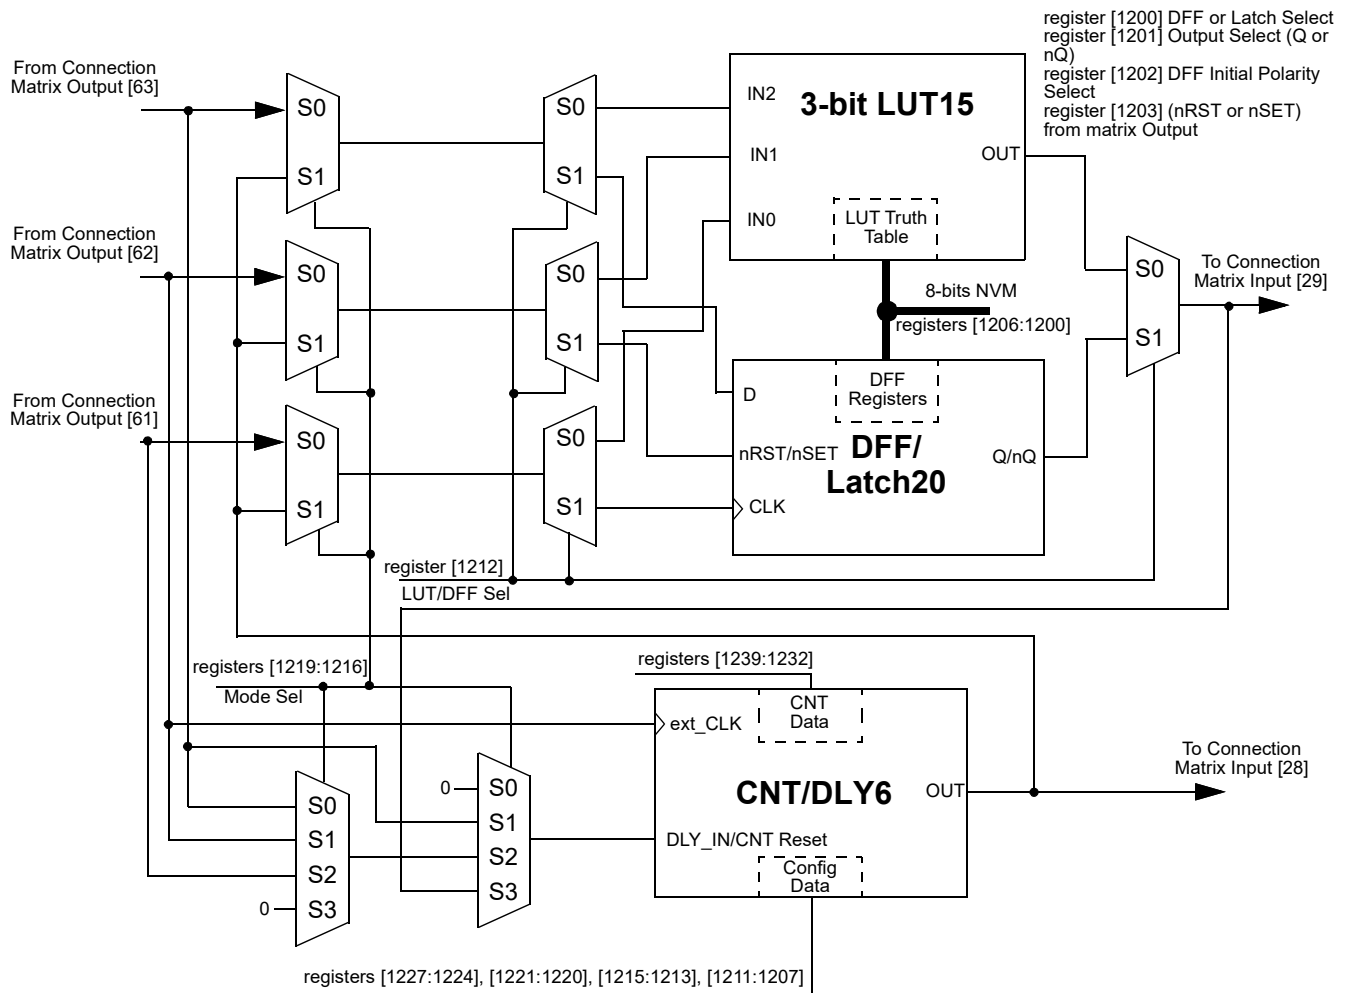 register [1200] DFF or Latch Select
register [1201] Output Select (Q or
nQ)
register [1202] DFF Initial Polarity
Select
register [1203] (nRST or nSET)
from matrix Output
From Connection
Matrix Output [63]
S0
S1
S0
S1
IN2
3-bit LUT15
IN1
IN0
OUT
LUT Truth
Table
From Connection
Matrix Output [62]
S0
S1
S0
S1
8-bits NVM
registers [1206:1200]
S0
S1
To Connection
Matrix Input [29]
From Connection
Matrix Output [61]
S0
S1
S0
S1
D
DFF
Registers
nRST/nSET
DFF/
Latch20
Q/nQ
CLK
register [1212]
LUT/DFF Sel
registers [1219:1216]
Mode Sel
registers [1239:1232]
CNT
Data
ext_CLK
CNT/DLY6
OUT
To Connection
Matrix Input [28]
DLY_IN/CNT Reset
Config
Data
S0
S1
S2
S3
0
0
S0
S1
S2
S3
registers [1227:1224], [1221:1220], [1215:1213], [1211:1207]